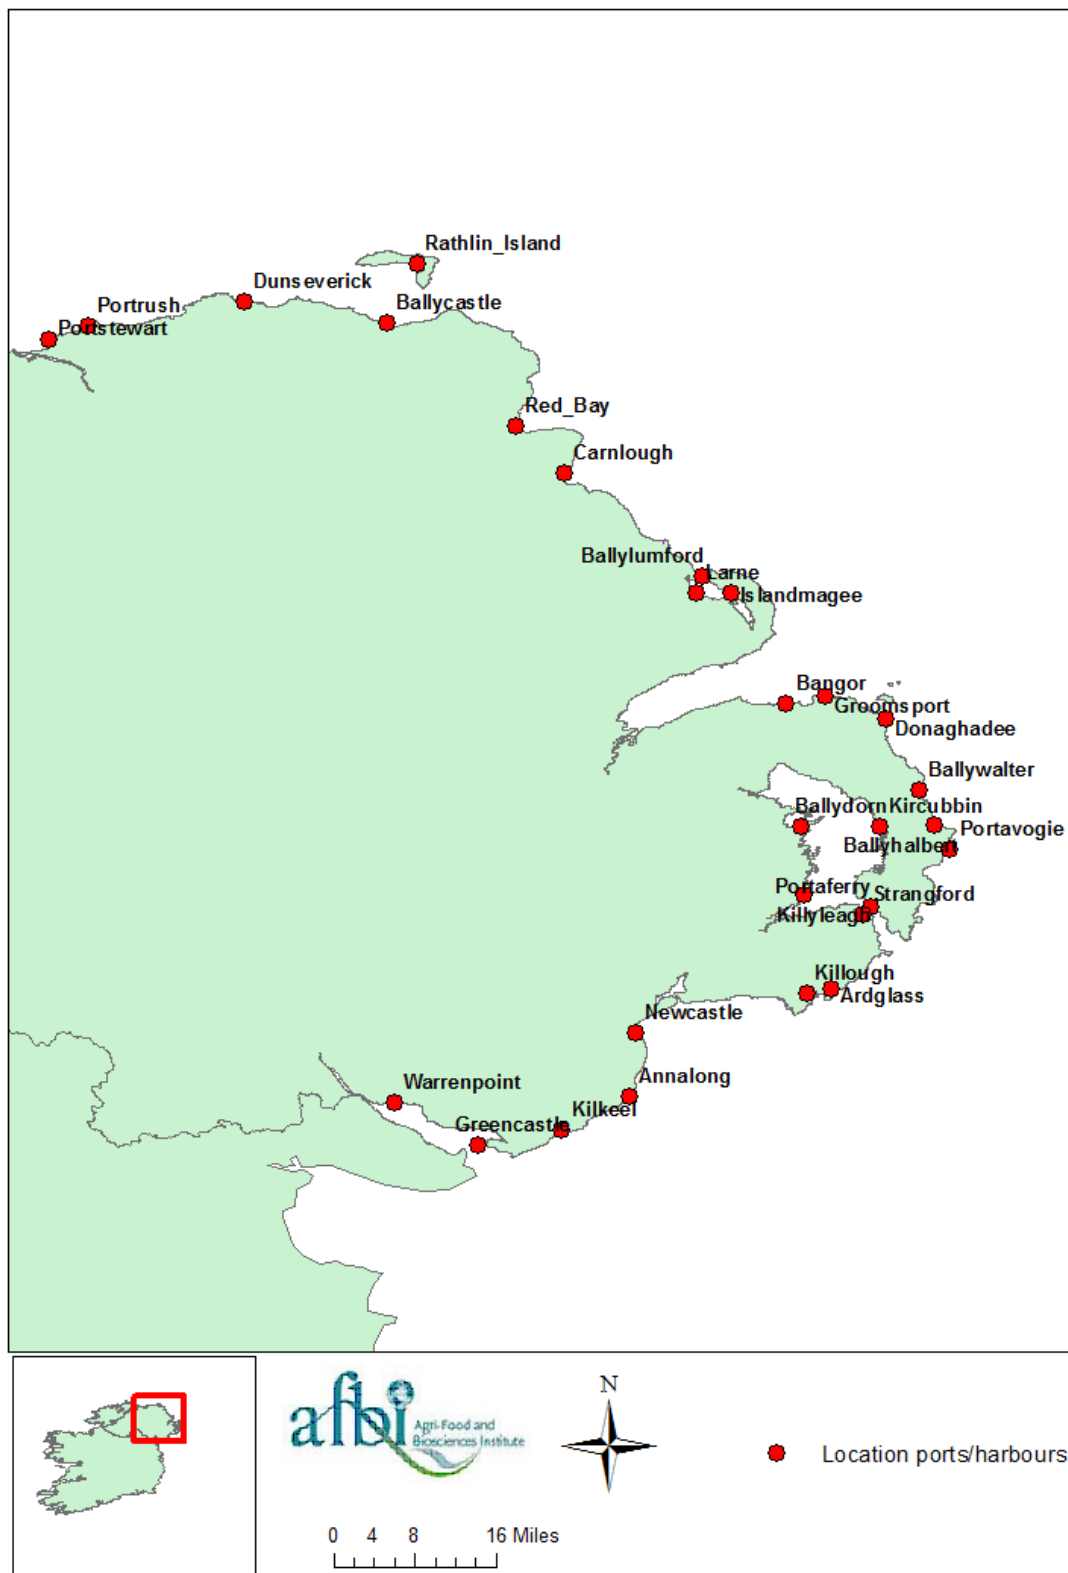 Rathlin_Island
Dunseverick
Portrush
Ballycastle
Portstewart
Red_Bay
Carnlough
Ballylumford
Larne
Islandmagee
Bangor
Groomsport
Donaghadee
Ballywalter
Ballydorn
Kircubbin
Portavogie
Ballyhalbert
Portaferry
Strangford
Killyleagh
Killough
Ardglass
Newcastle
Annalong
Warrenpoint
Kilkeel
Greencastle
afbi
Agri-Food and
Biosciences Institute
N
Location ports/harbours
0 4 8 16 Miles